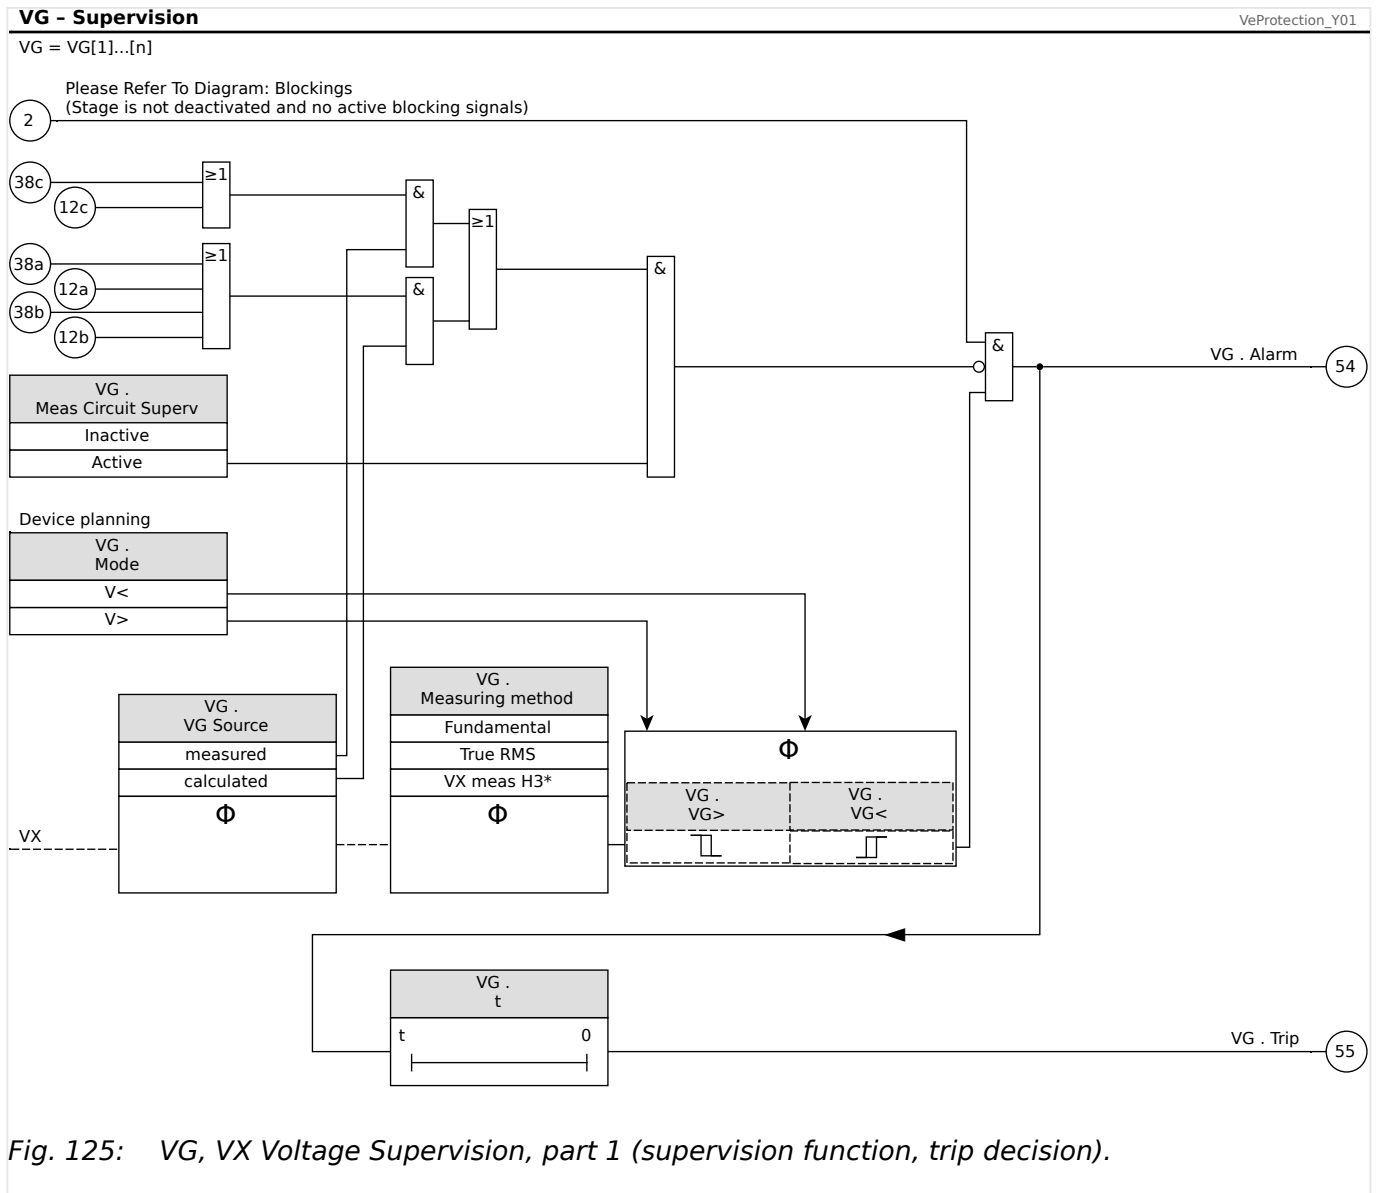 VG – Supervision
VeProtection_Y01
VG = VG[1]...[n]
Please Refer To Diagram: Blockings
(Stage is not deactivated and no active blocking signals)
2
38c
12c
≥1
&
≥1
38a
12a
38b
12b
≥1
&
&
&
VG . Alarm
54
VG .
Meas Circuit Superv
Inactive
Active
Device planning
VG .
Mode
V<
V>
VG .
VG Source
measured
calculated
Φ
VX
VG .
Measuring method
Fundamental
True RMS
VX meas H3*
Φ
Φ
VG .
VG>
VG .
VG<
VG .
t
t 0
VG . Trip
55
Fig. 125: VG, VX Voltage Supervision, part 1 (supervision function, trip decision).